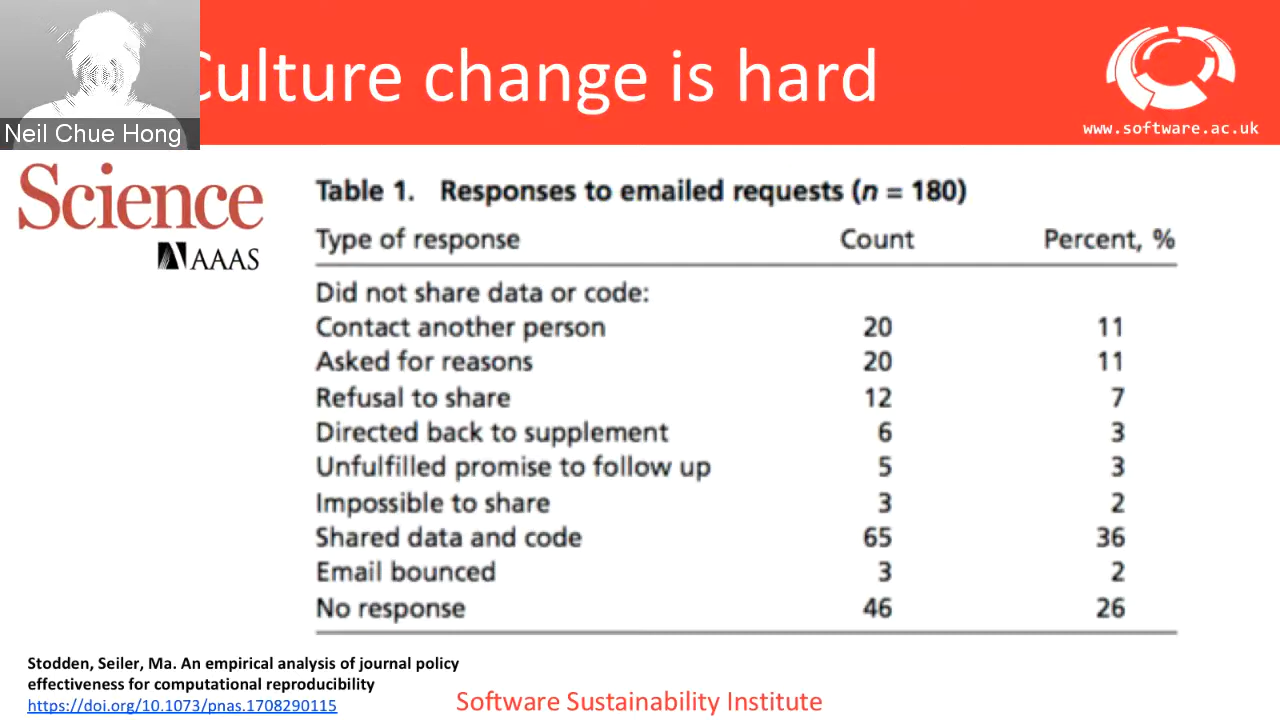 Culture change is hard
www.software.ac.uk
Neil Chue Hong
Science
AAAS
Table 1. Responses to emailed requests (n = 180)
Type of response Count Percent, %
Did not share data or code:
Contact another person 20 11
Asked for reasons 20 11
Refusal to share 12 7
Directed back to supplement 6 3
Unfulfilled promise to follow up 5 3
Impossible to share 3 2
Shared data and code 65 36
Email bounced 3 2
No response 46 26
Stodden, Seiler, Ma. An empirical analysis of journal policy
effectiveness for computational reproducibility
https://doi.org/10.1073/pnas.1708290115
Software Sustainability Institute